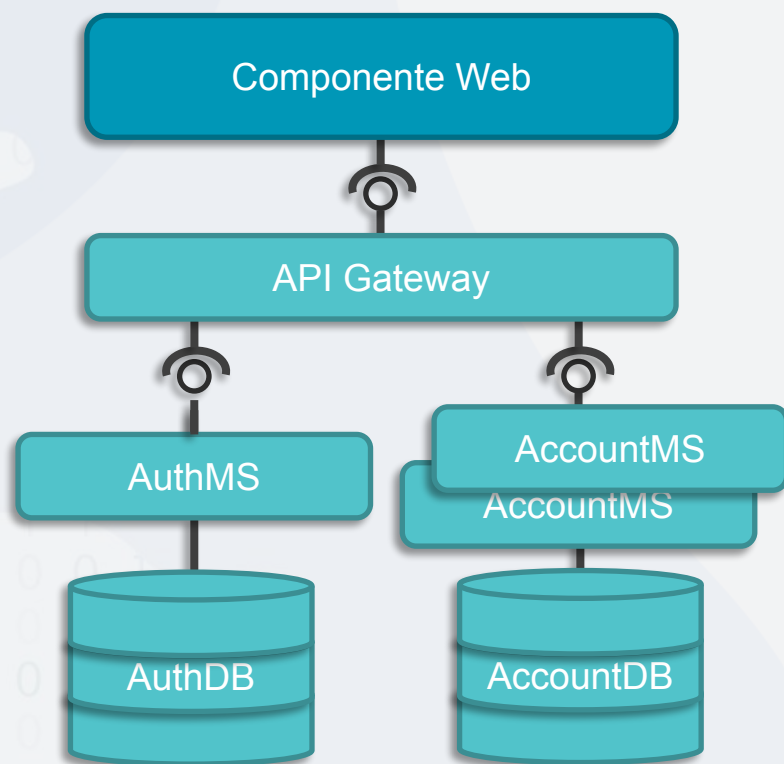 Componente Web
API Gateway
AuthMS
AccountMS
AccountMS
AuthDB
AccountDB